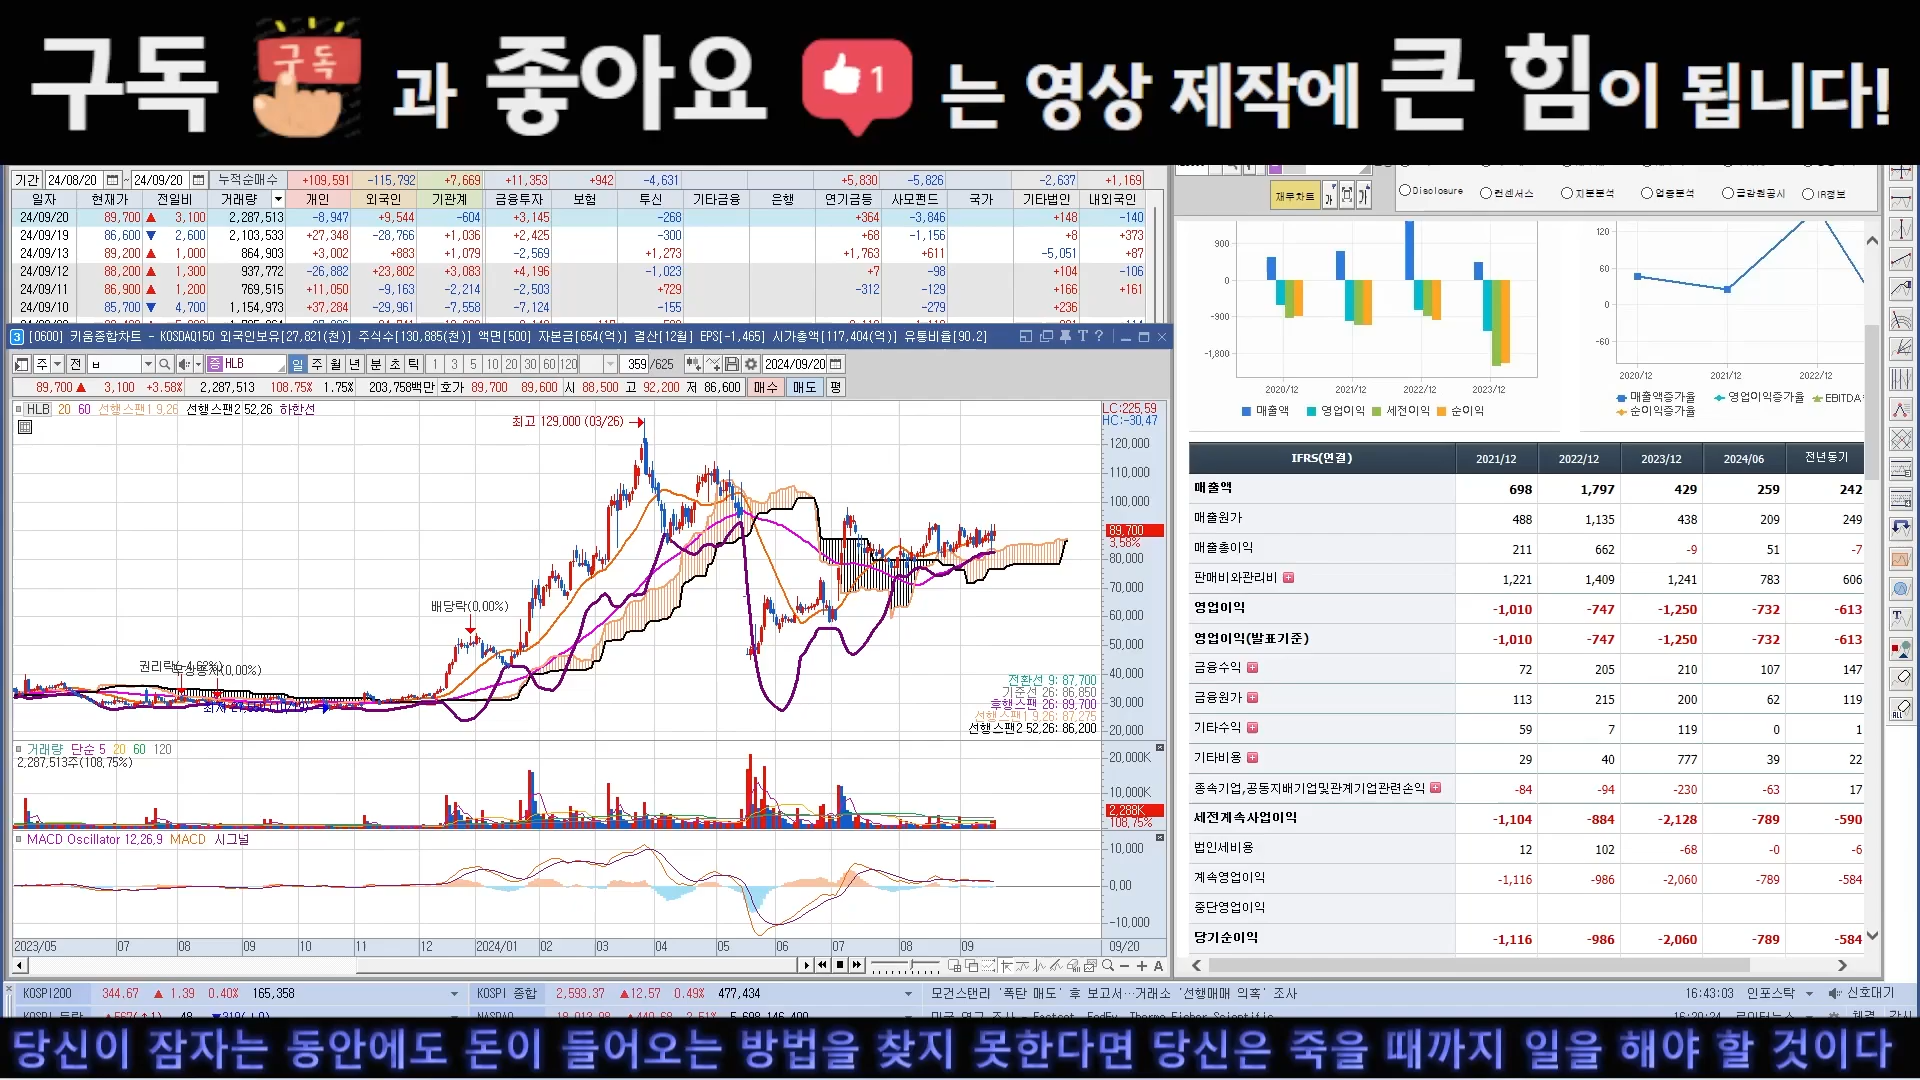 구독 구독 과 좋아요 1 는 영상 제작에 큰 힘이 됩니다!
기간 24/08/20 ~ 24/09/20 누적순매수 +109,591 -115,792 +7,669 +11,353 +942 -4,631 +5,830 -5,826 -2,637 +1,169
일자 현재가 전일비 거래량 개인 외국인 기관계 금융투자 보험 투신 기타금융 은행 연기금등 사모펀드 국가 기타법인 내외국인
24/09/20 89,700 ▲ 3,100 2,287,513 -8,947 +9,544 -604 +3,145 -268 +364 -3,846 +148 -140
24/09/19 86,600 ▼ 2,600 2,103,533 +27,348 -28,766 +1,036 +2,425 -300 +68 -1,156 +8 +373
24/09/13 89,200 ▲ 1,000 864,903 +3,002 +883 +1,079 -2,569 +1,273 +1,763 +611 -5,051 +87
24/09/12 88,200 ▲ 1,300 937,772 -26,882 +23,802 +3,083 +4,196 -1,023 +7 -98 +104 -106
24/09/11 86,900 ▲ 1,200 769,515 +11,050 -9,163 -2,214 -2,503 +729 -312 -129 +166 +161
24/09/10 85,700 ▼ 4,700 1,154,973 +37,284 -29,961 -7,558 -7,124 -155 -279 +236
3 [0600] 키움종합차트 - KOSDAQ150 외국인보유[27,821(천)] 주식수[130,885(천)] 액면[500] 자본금[654(억)] 결산[12월] EPS[-1,465] 시가총액[117,404(억)] 유통비율[90.2]
주 전 ㅂ 증 HLB 일 주 월 년 분 초 틱 1 3 5 10 20 30 60 120 359 /625 2024/09/20
89,700 ▲ 3,100 +3.58% 2,287,513 108.75% 1.75% 203,758백만 호가 89,700 89,600 시 88,500 고 92,200 저 86,600 매수 매도 평
HLB 20 60 선행스팬1 9,26 선행스팬2 52,26 하한선
LC:225.59
HC:-30.47
최고 129,000 (03/26)
120,000
110,000
100,000
89,700
3.58%
80,000
70,000
60,000
50,000
40,000
30,000
20,000
배당락(0.00%)
전환선 9: 87,700
기준선 26: 86,850
후행스팬 26: 89,700
선행스팬1 9,26: 87,275
선행스팬2 52,26: 86,200
거래량 단순 5 20 60 120
2,287,513주(108.75%)
20,000K
10,000K
2,288K
108.75%
MACD Oscillator 12,26,9 MACD 시그널
10,000
0.00
-10,000
2023/05 07 08 09 10 11 12 2024/01 02 03 04 05 06 07 08 09 09/20
재무차트 Disclosure 컨센서스 지분분석 업종분석 금감원공시 IR정보
900
0
-900
-1,800
2020/12 2021/12 2022/12 2023/12
매출액 영업이익 세전이익 순이익
120
60
0
-60
2020/12 2021/12 2022/12
매출액증가율 영업이익증가율 EBITDA
순이익증가율
IFRS(연결) 2021/12 2022/12 2023/12 2024/06 전년동기
매출액 698 1,797 429 259 242
매출원가 488 1,135 438 209 249
매출총이익 211 662 -9 51 -7
판매비와관리비 1,221 1,409 1,241 783 606
영업이익 -1,010 -747 -1,250 -732 -613
영업이익(발표기준) -1,010 -747 -1,250 -732 -613
금융수익 72 205 210 107 147
금융원가 113 215 200 62 119
기타수익 59 7 119 0 1
기타비용 29 40 777 39 22
종속기업,공동지배기업및관계기업관련손익 -84 -94 -230 -63 17
세전계속사업이익 -1,104 -884 -2,128 -789 -590
법인세비용 12 102 -68 -0 -6
계속영업이익 -1,116 -986 -2,060 -789 -584
중단영업이익
당기순이익 -1,116 -986 -2,060 -789 -584
KOSPI200 344.67 ▲ 1.39 0.40% 165,358 KOSPI 종합 2,593.37 ▲12.57 0.49% 477,434 모건스탠리 '폭탄 매도' 후 보고서…거래소 '선행매매 의혹' 조사 16:43:03 인포스탁 신호대기
당신이 잠자는 동안에도 돈이 들어오는 방법을 찾지 못한다면 당신은 죽을 때까지 일을 해야 할 것이다